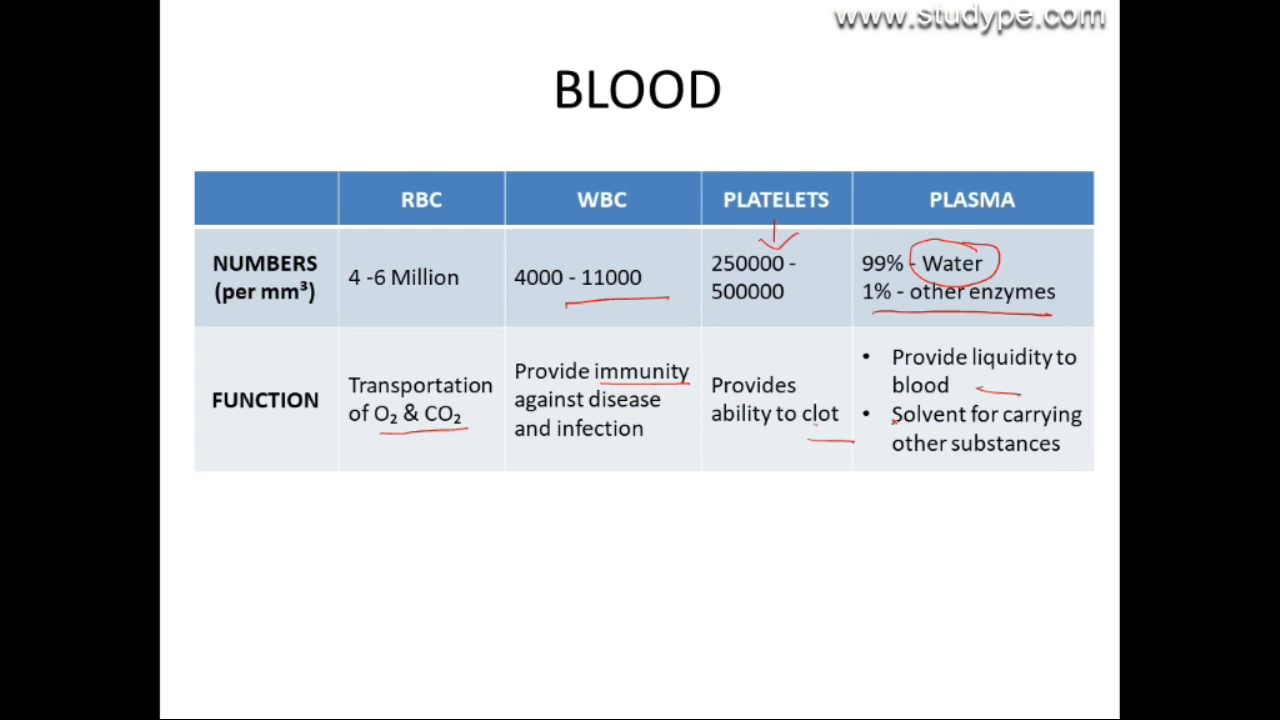 www.studype.com
BLOOD
RBC WBC PLATELETS PLASMA
NUMBERS
(per mm³)
4 -6 Million
4000 - 11000
250000 -
500000
99% - Water
1% - other enzymes
FUNCTION
Transportation
of O₂ & CO₂
Provide immunity
against disease
and infection
Provides
ability to clot
• Provide liquidity to
blood
• Solvent for carrying
other substances